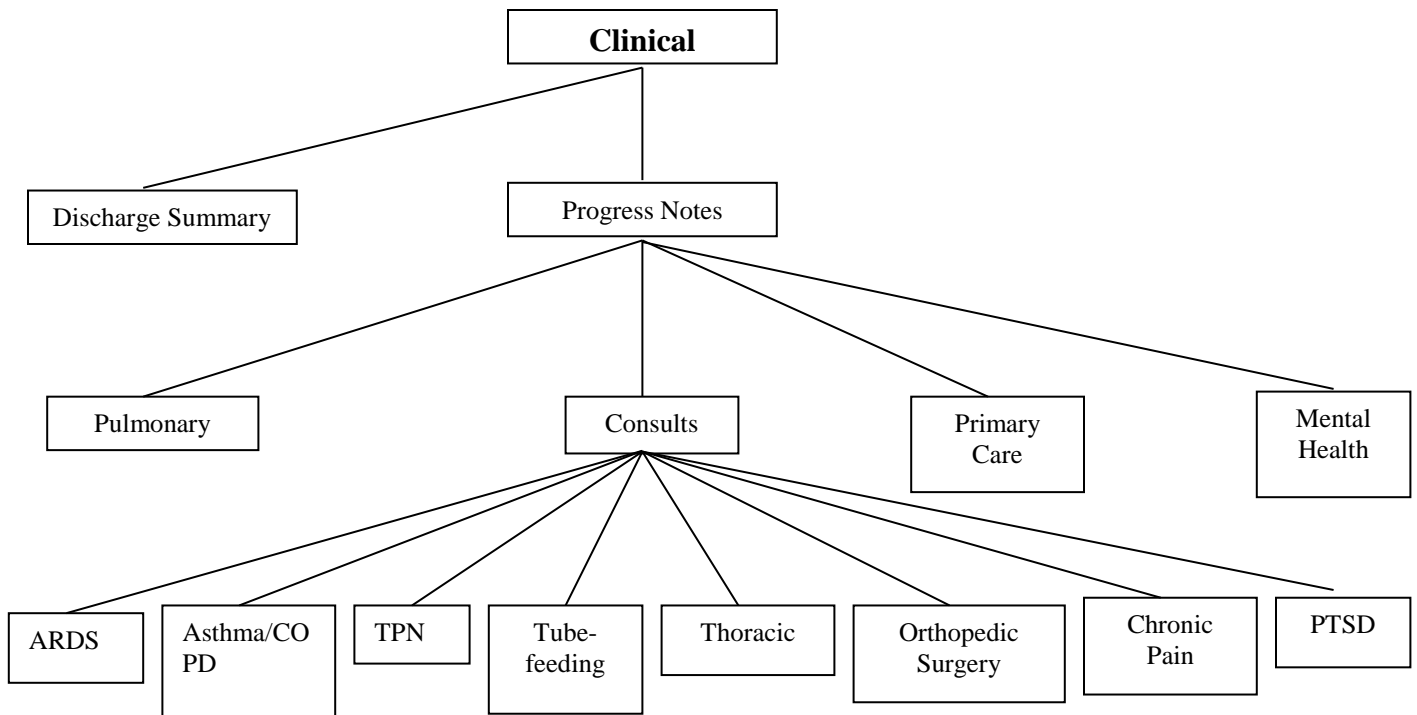 Clinical
Discharge Summary
Progress Notes
Pulmonary
Consults
Primary
Care
Mental
Health
ARDS
Asthma/CO
PD
TPN
Tube-
feeding
Thoracic
Orthopedic
Surgery
Chronic
Pain
PTSD